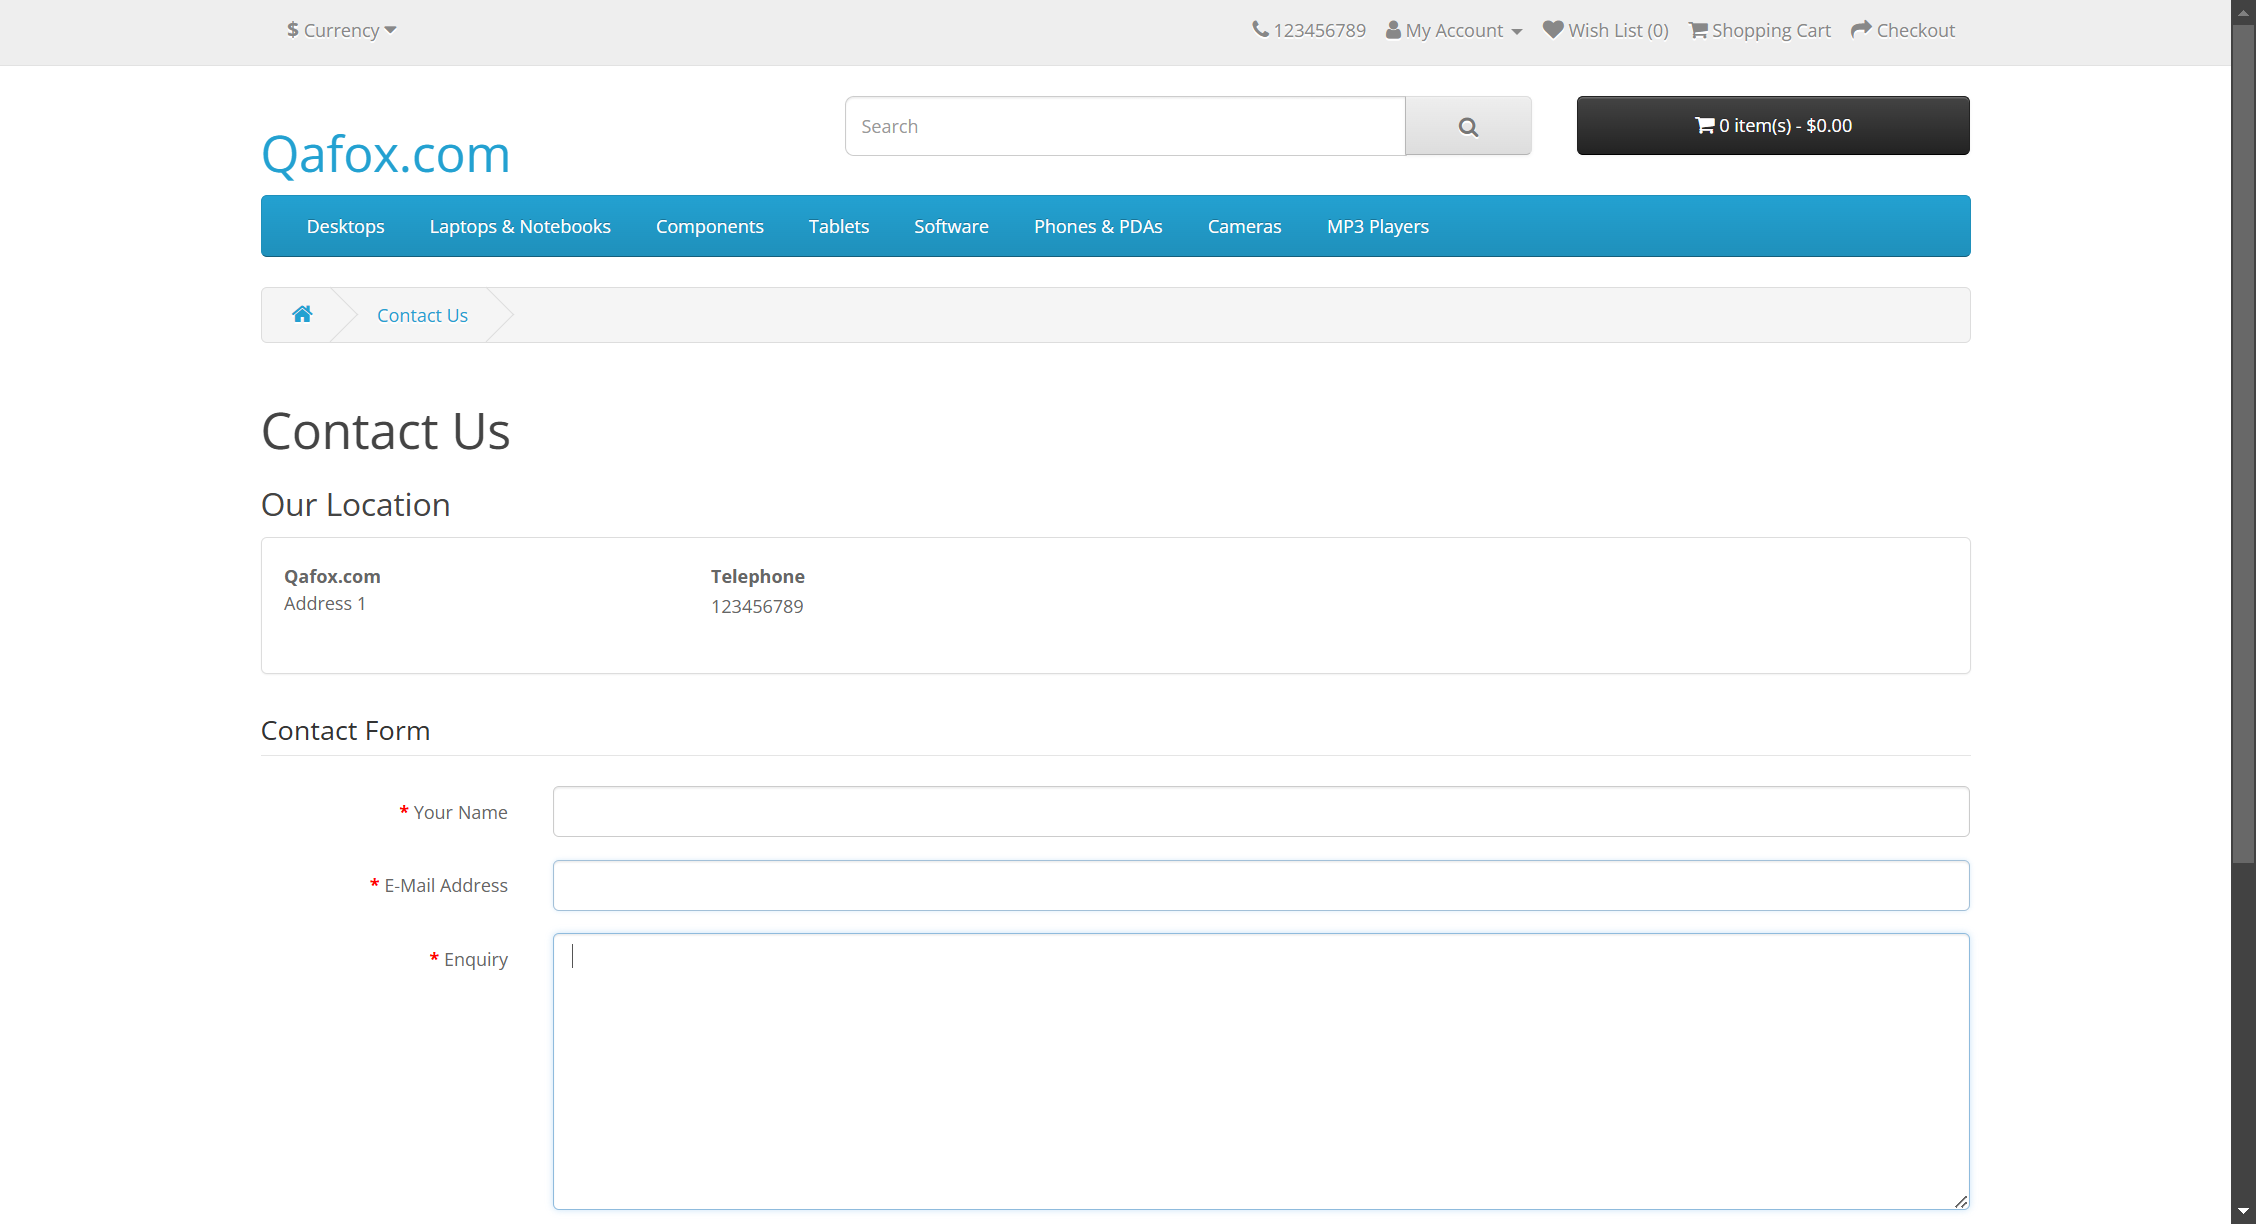 $ Currency
123456789 My Account Wish List (0) Shopping Cart Checkout
Qafox.com
Search
0 item(s) - $0.00
Desktops Laptops & Notebooks Components Tablets Software Phones & PDAs Cameras MP3 Players
Contact Us
Contact Us
Our Location
Qafox.com
Address 1
Telephone
123456789
Contact Form
* Your Name
* E-Mail Address
* Enquiry